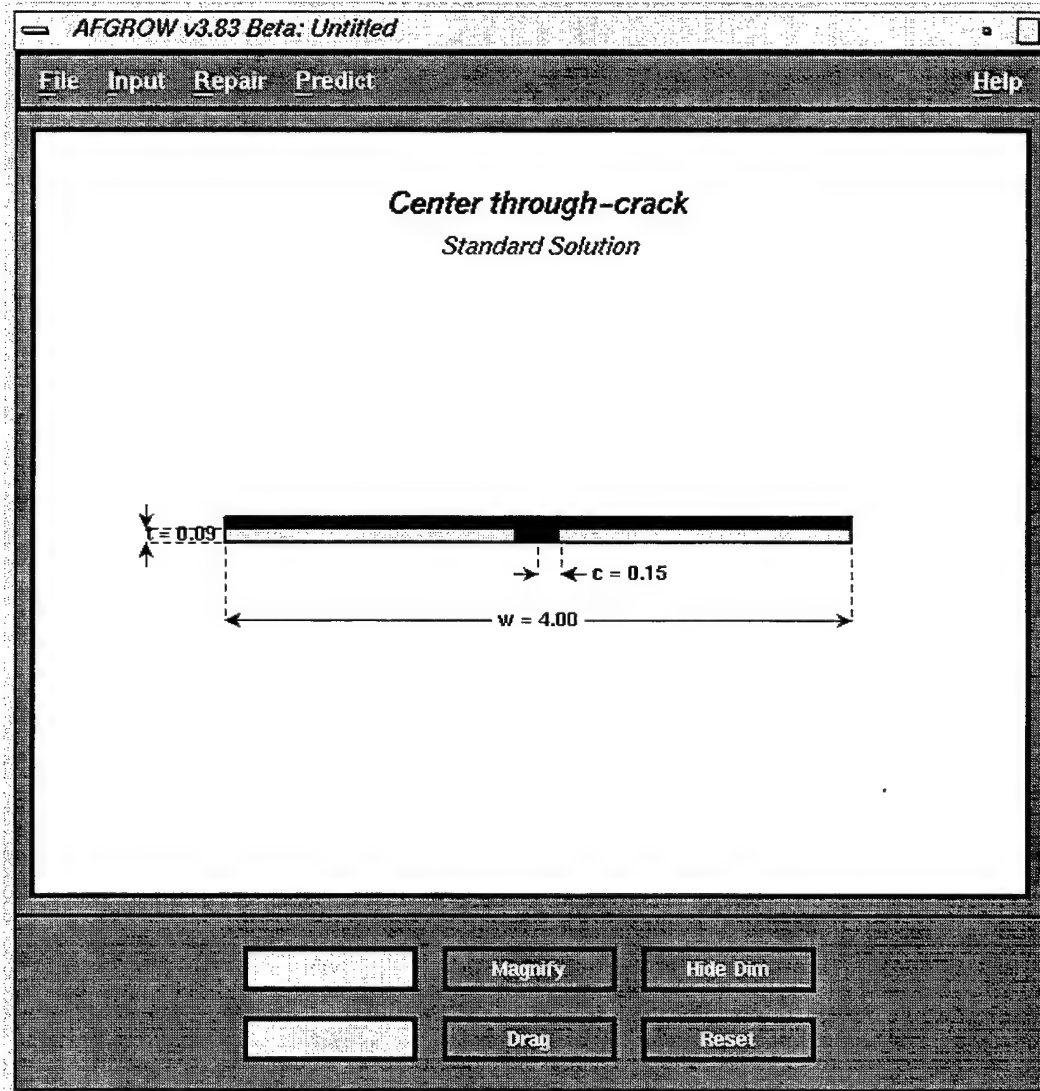 AFGROW v3.83 Beta: Untitled
File Input Repair Predict Help
Center through-crack
Standard Solution
t = 0.09
c = 0.15
w = 4.00
Magnify Hide Dim
Drag Reset